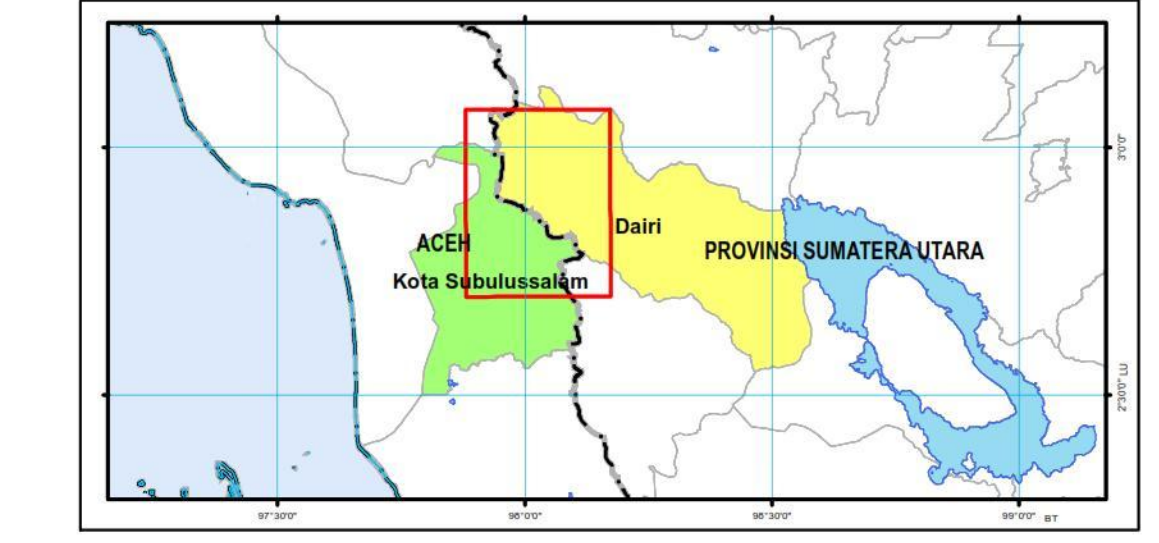 3°0'0"
Dairi
ACEH
PROVINSI SUMATERA UTARA
Kota Subulussalam
2°30'0" LU
97°30'0"
98°0'0"
98°30'0"
99°0'0" BT